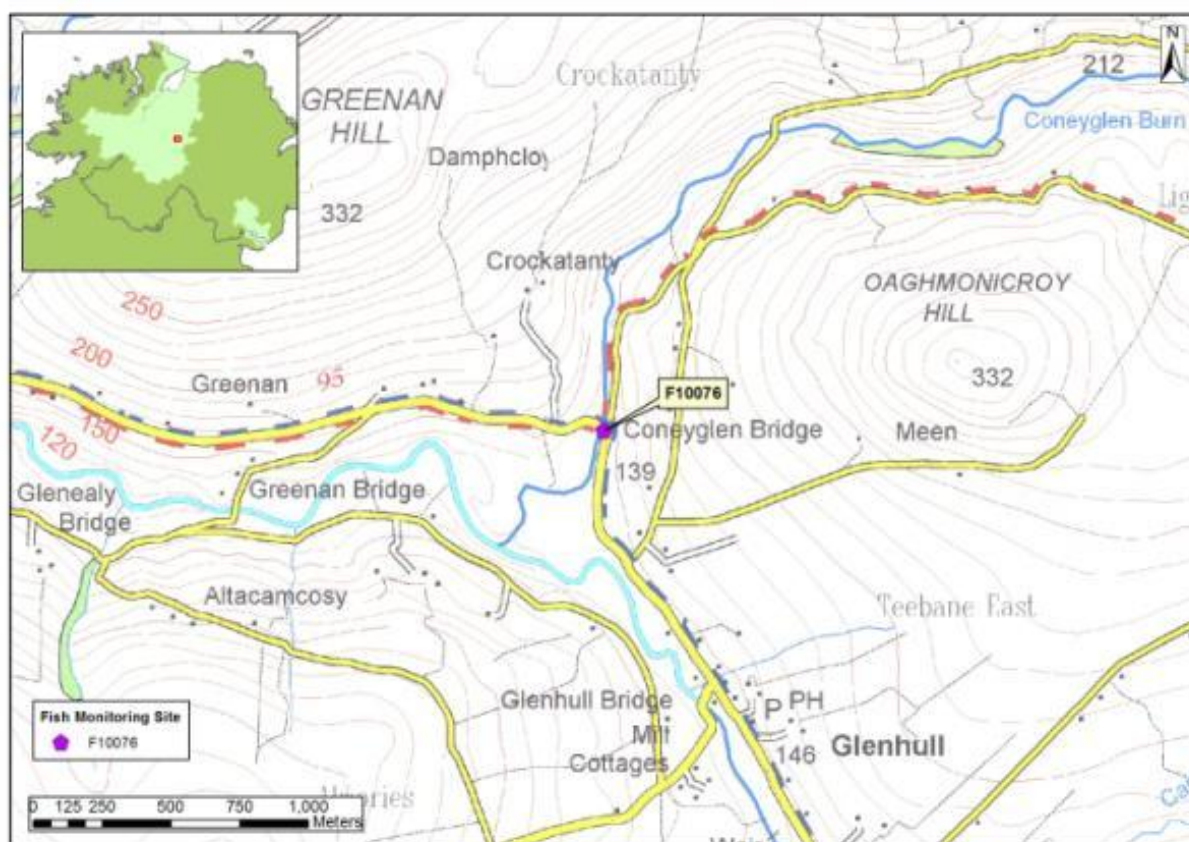 N
GREENAN
HILL
332
Crockatanty
Damphclo
Crockatanty
212
Coneyglen Burn
Lig
OAGHMONICROY
HILL
332
250
200
150
120
Greenan
95
F10076
Coneyglen Bridge
Meen
139
Glenealy
Bridge
Greenan Bridge
Altacamcosy
Teebane East
Glenhull Bridge
Mill
Cottages
P
PH
146
Glenhull
Fish Monitoring Site
F10076
0 125 250 500 750 1,000
Meters